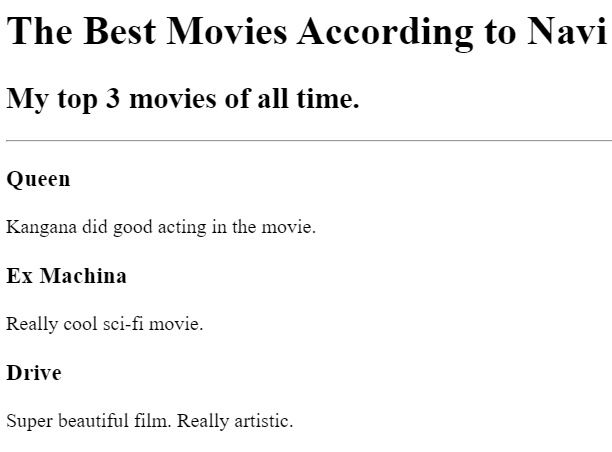 The Best Movies According to Navi
My top 3 movies of all time.
Queen
Kangana did good acting in the movie.
Ex Machina
Really cool sci-fi movie.
Drive
Super beautiful film. Really artistic.